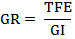 GR = TFE / GI